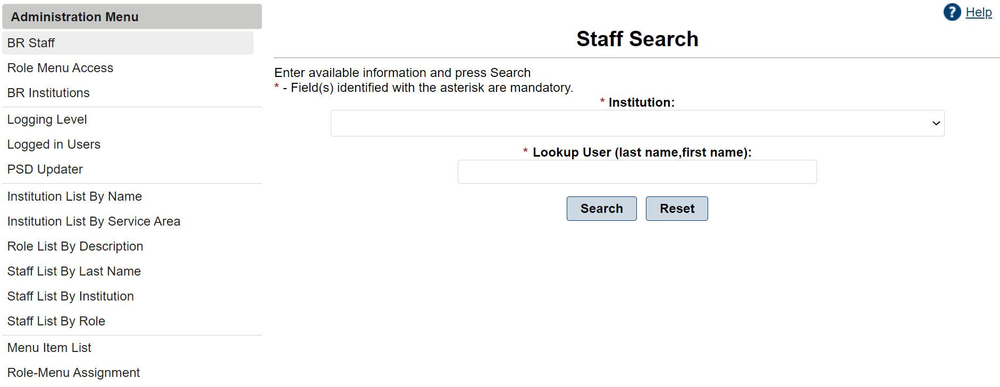 Administration Menu
BR Staff
Role Menu Access
BR Institutions
Logging Level
Logged in Users
PSD Updater
Institution List By Name
Institution List By Service Area
Role List By Description
Staff List By Last Name
Staff List By Institution
Staff List By Role
Menu Item List
Role-Menu Assignment
? Help
Staff Search
Enter available information and press Search
* - Field(s) identified with the asterisk are mandatory.
* Institution:
* Lookup User (last name,first name):
Search Reset